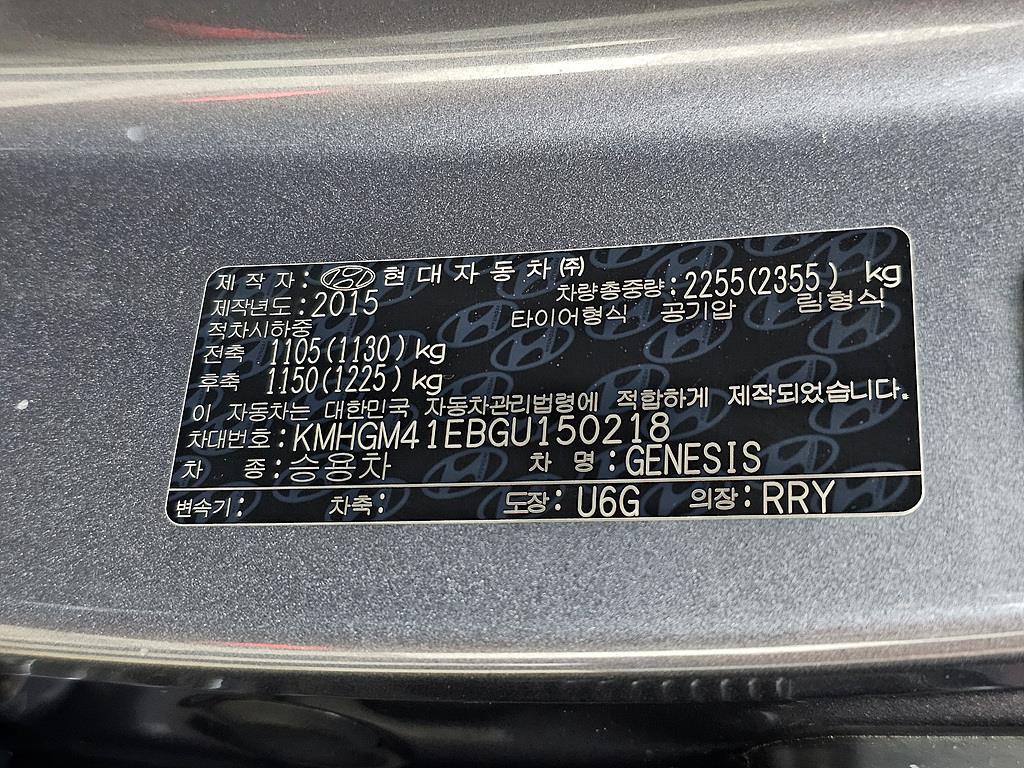 제 작 자 : 현 대 자 동 차 ㈜
제작년도 : 2015 차량총중량 : 2255(2355) kg
적차시하중 타이어형식 공기압 림형식
전축 1105(1130) kg
후축 1150(1225) kg
이 자동차는 대한민국 자동차관리법령에 적합하게 제작되었습니다.
차대번호 : KMHGM41EBGU150218
차 종 : 승용차 차 명 : GENESIS
변속기 : 차축 : 도장 : U6G 의장 : RRY